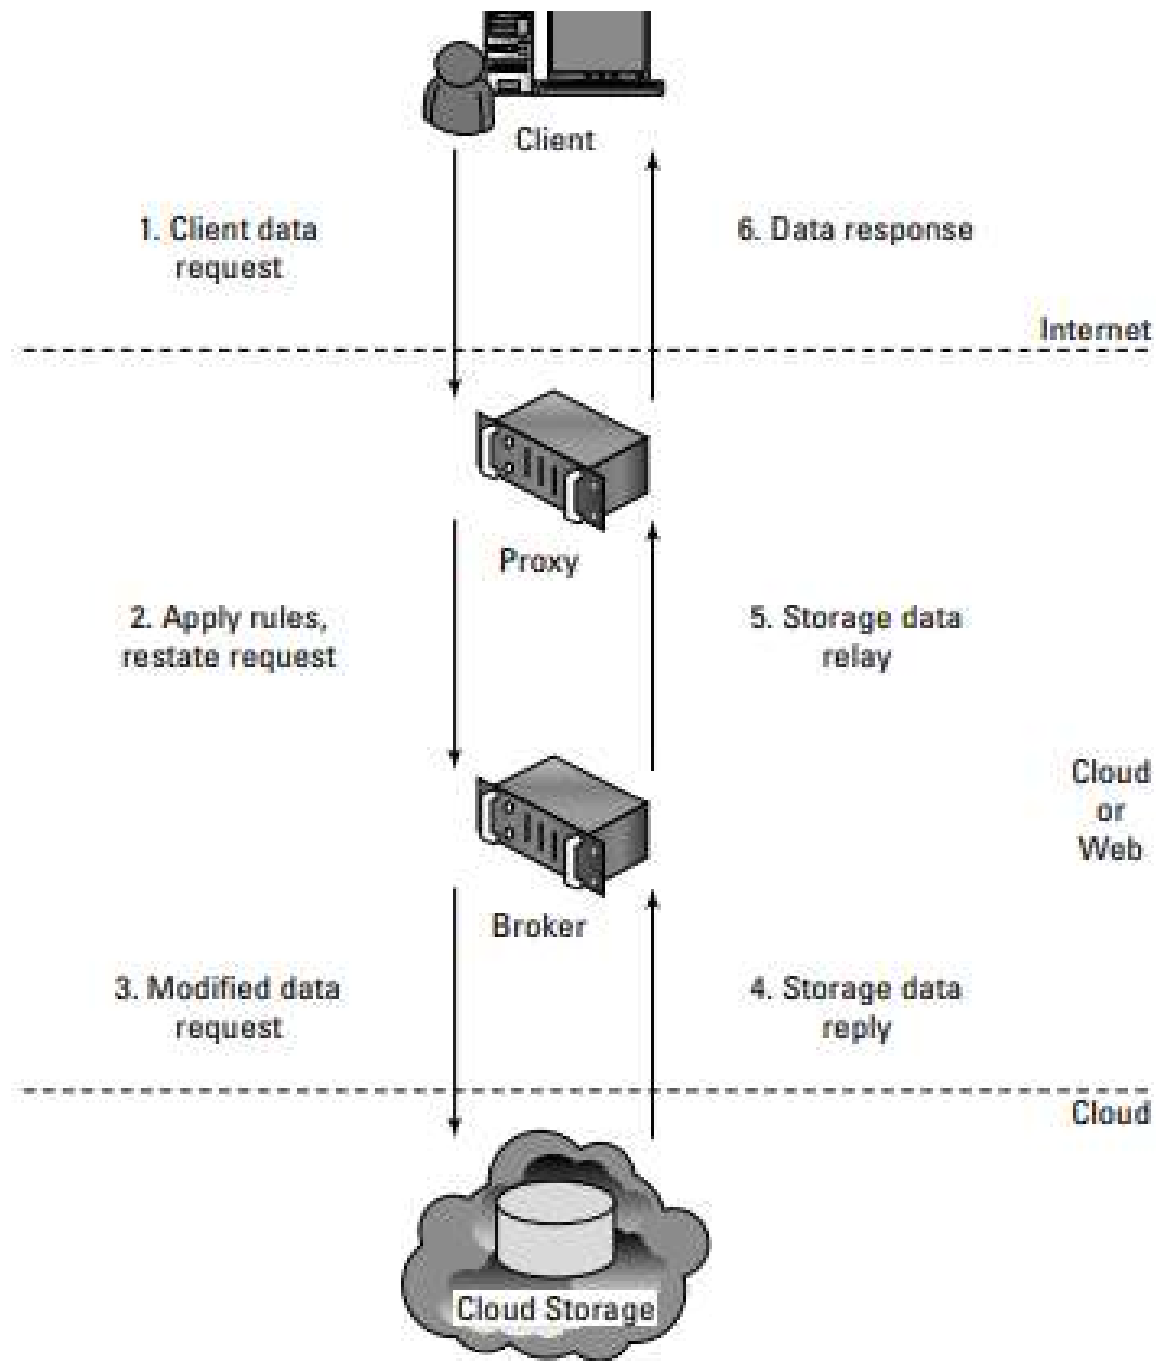 Client
1. Client data
request
6. Data response
Internet
Proxy
2. Apply rules,
restate request
5. Storage data
relay
Cloud
or
Web
Broker
3. Modified data
request
4. Storage data
reply
Cloud
Cloud Storage